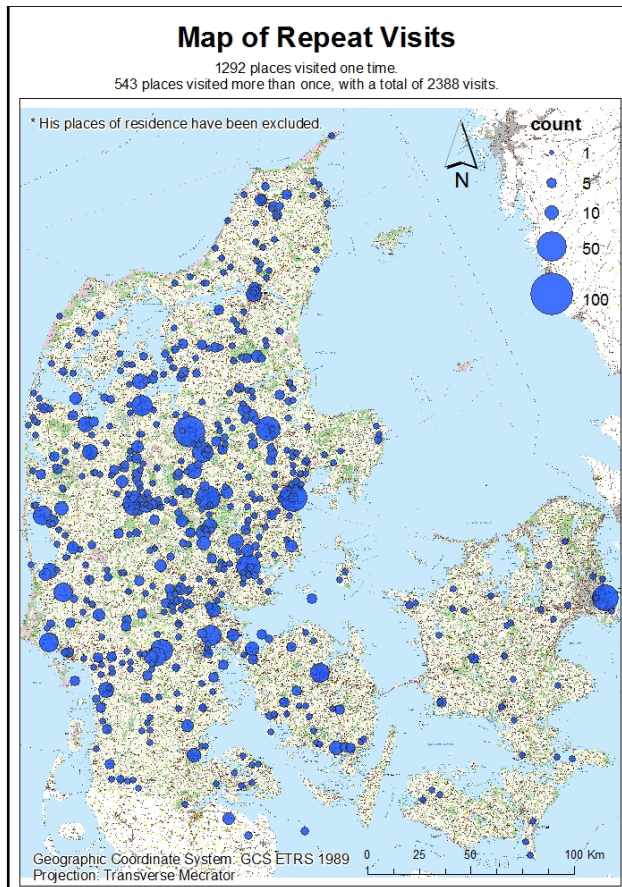 Map of Repeat Visits
1292 places visited one time.
543 places visited more than once, with a total of 2388 visits.
* His places of residence have been excluded.
count
1
5
10
50
100
N
Geographic Coordinate System: GCS ETRS 1989
Projection: Transverse Mecrator
0 25 50 100 Km